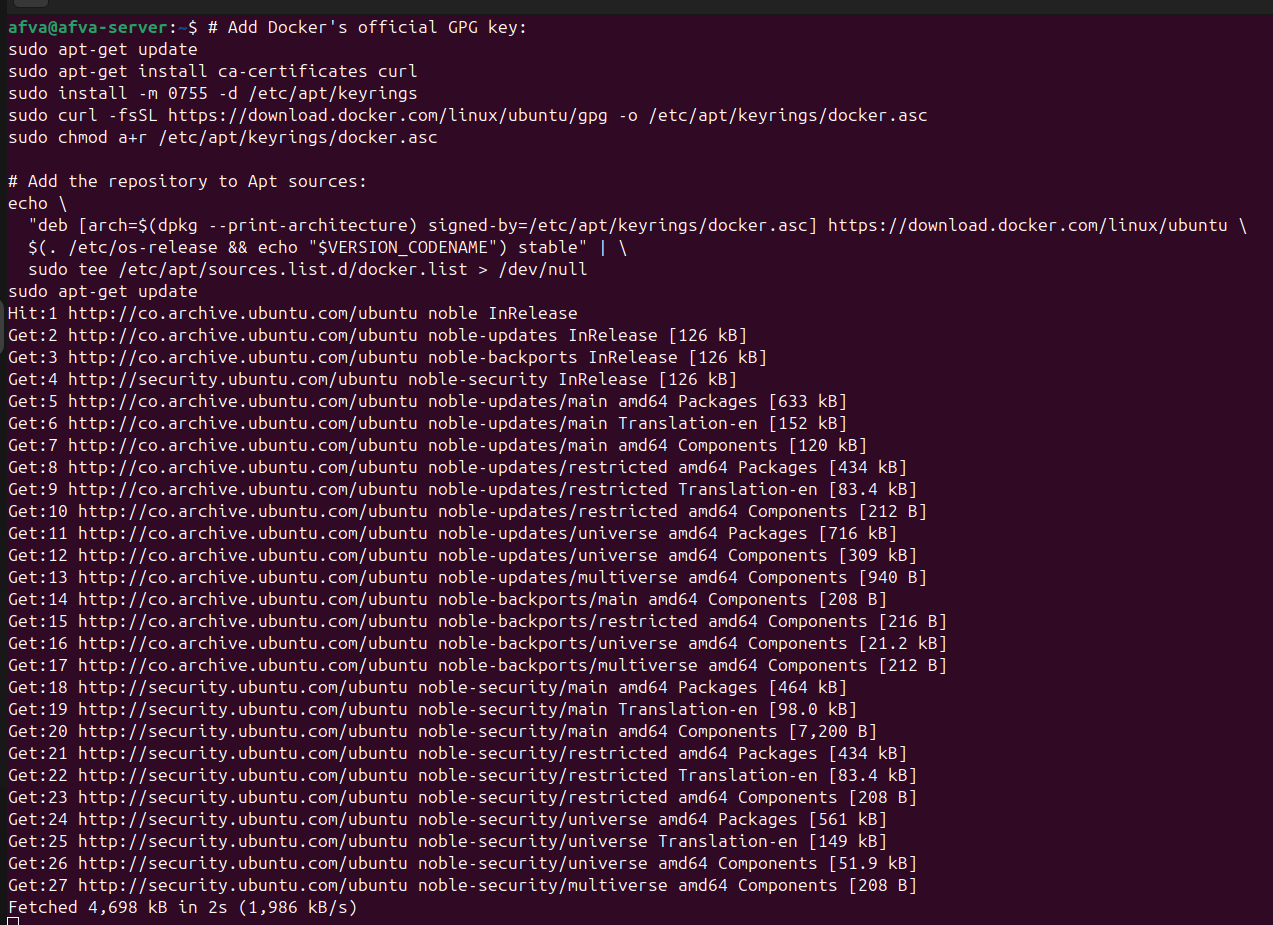 afva@afva-server:~$ # Add Docker's official GPG key:
sudo apt-get update
sudo apt-get install ca-certificates curl
sudo install -m 0755 -d /etc/apt/keyrings
sudo curl -fsSL https://download.docker.com/linux/ubuntu/gpg -o /etc/apt/keyrings/docker.asc
sudo chmod a+r /etc/apt/keyrings/docker.asc

# Add the repository to Apt sources:
echo \
  "deb [arch=$(dpkg --print-architecture) signed-by=/etc/apt/keyrings/docker.asc] https://download.docker.com/linux/ubuntu \
  $(. /etc/os-release && echo "$VERSION_CODENAME") stable" | \
  sudo tee /etc/apt/sources.list.d/docker.list > /dev/null
sudo apt-get update
Hit:1 http://co.archive.ubuntu.com/ubuntu noble InRelease
Get:2 http://co.archive.ubuntu.com/ubuntu noble-updates InRelease [126 kB]
Get:3 http://co.archive.ubuntu.com/ubuntu noble-backports InRelease [126 kB]
Get:4 http://security.ubuntu.com/ubuntu noble-security InRelease [126 kB]
Get:5 http://co.archive.ubuntu.com/ubuntu noble-updates/main amd64 Packages [633 kB]
Get:6 http://co.archive.ubuntu.com/ubuntu noble-updates/main Translation-en [152 kB]
Get:7 http://co.archive.ubuntu.com/ubuntu noble-updates/main amd64 Components [120 kB]
Get:8 http://co.archive.ubuntu.com/ubuntu noble-updates/restricted amd64 Packages [434 kB]
Get:9 http://co.archive.ubuntu.com/ubuntu noble-updates/restricted Translation-en [83.4 kB]
Get:10 http://co.archive.ubuntu.com/ubuntu noble-updates/restricted amd64 Components [212 B]
Get:11 http://co.archive.ubuntu.com/ubuntu noble-updates/universe amd64 Packages [716 kB]
Get:12 http://co.archive.ubuntu.com/ubuntu noble-updates/universe amd64 Components [309 kB]
Get:13 http://co.archive.ubuntu.com/ubuntu noble-updates/multiverse amd64 Components [940 B]
Get:14 http://co.archive.ubuntu.com/ubuntu noble-backports/main amd64 Components [208 B]
Get:15 http://co.archive.ubuntu.com/ubuntu noble-backports/restricted amd64 Components [216 B]
Get:16 http://co.archive.ubuntu.com/ubuntu noble-backports/universe amd64 Components [21.2 kB]
Get:17 http://co.archive.ubuntu.com/ubuntu noble-backports/multiverse amd64 Components [212 B]
Get:18 http://security.ubuntu.com/ubuntu noble-security/main amd64 Packages [464 kB]
Get:19 http://security.ubuntu.com/ubuntu noble-security/main Translation-en [98.0 kB]
Get:20 http://security.ubuntu.com/ubuntu noble-security/main amd64 Components [7,200 B]
Get:21 http://security.ubuntu.com/ubuntu noble-security/restricted amd64 Packages [434 kB]
Get:22 http://security.ubuntu.com/ubuntu noble-security/restricted Translation-en [83.4 kB]
Get:23 http://security.ubuntu.com/ubuntu noble-security/restricted amd64 Components [208 B]
Get:24 http://security.ubuntu.com/ubuntu noble-security/universe amd64 Packages [561 kB]
Get:25 http://security.ubuntu.com/ubuntu noble-security/universe Translation-en [149 kB]
Get:26 http://security.ubuntu.com/ubuntu noble-security/universe amd64 Components [51.9 kB]
Get:27 http://security.ubuntu.com/ubuntu noble-security/multiverse amd64 Components [208 B]
Fetched 4,698 kB in 2s (1,986 kB/s)